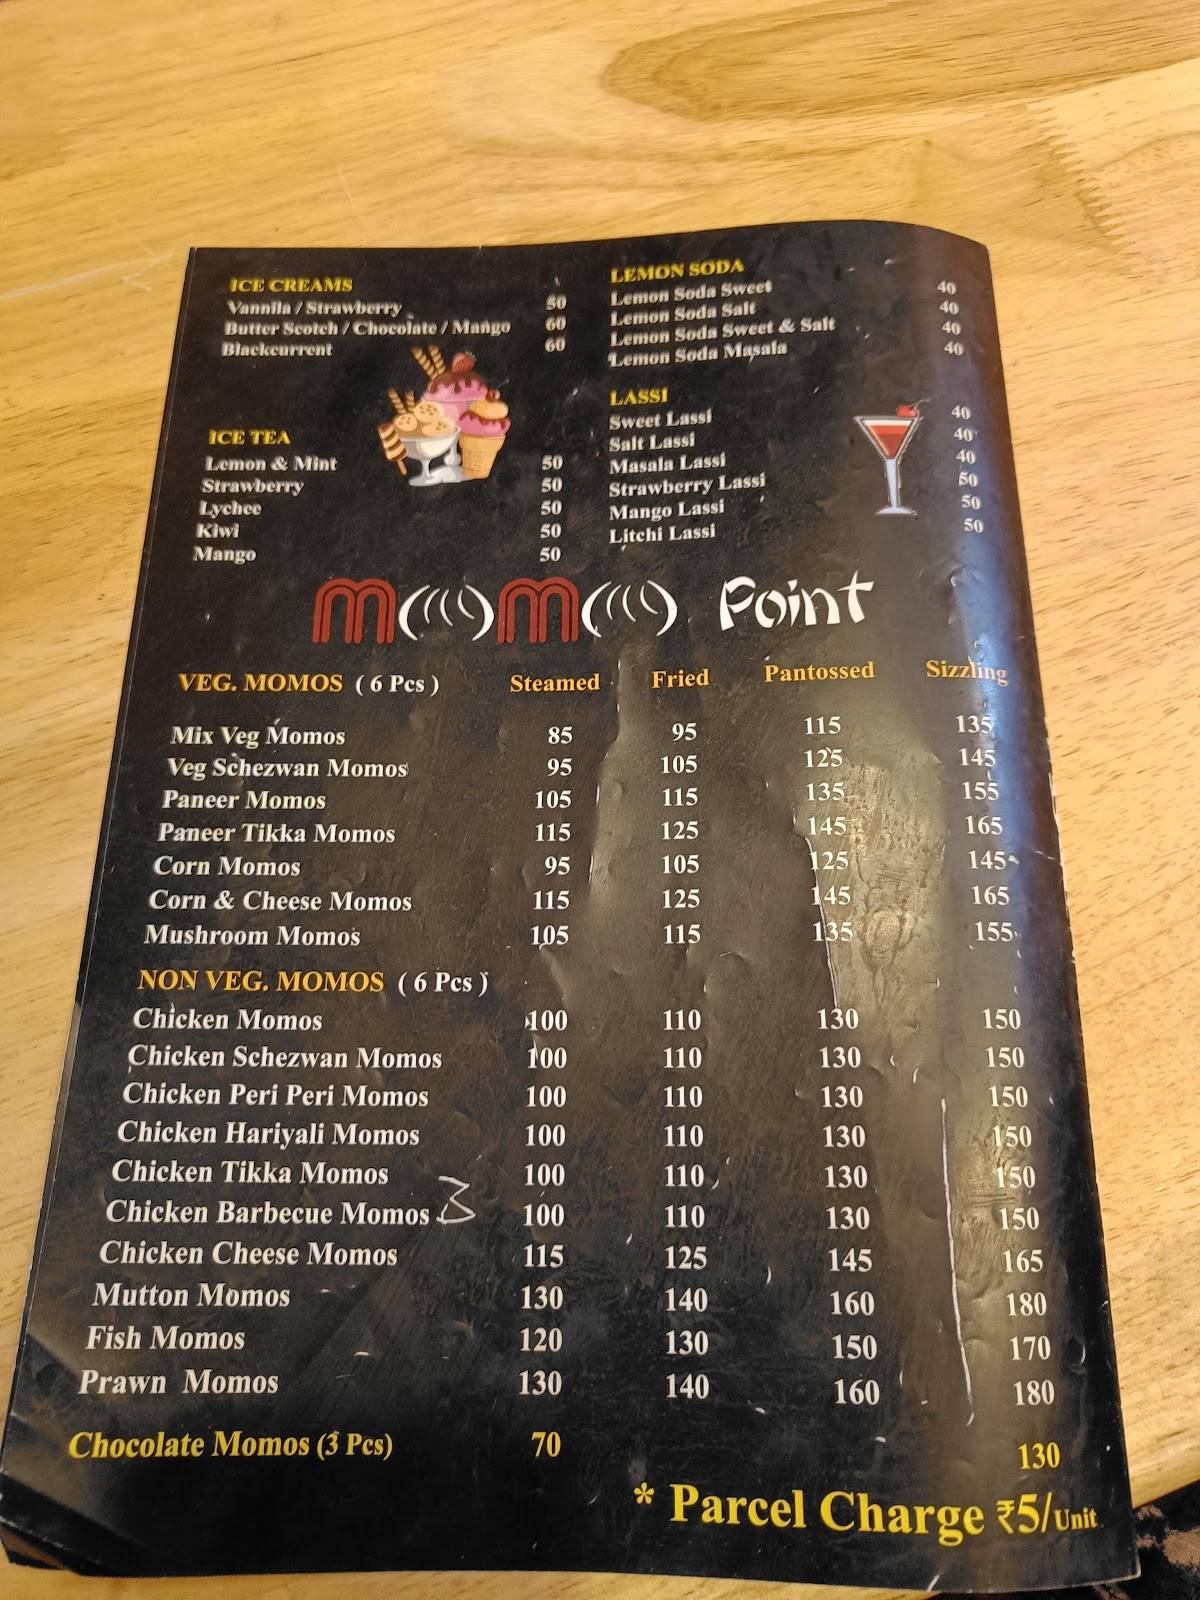 ICE CREAMS
Vannila / Strawberry 50
Butter Scotch / Chocolate / Mango 60
Blackcurrent 60
ICE TEA
Lemon & Mint 50
Strawberry 50
Lychee 50
Kiwi 50
Mango 50
LEMON SODA
Lemon Soda Sweet 40
Lemon Soda Salt 40
Lemon Soda Sweet & Salt 40
Lemon Soda Masala 40
LASSI
Sweet Lassi 40
Salt Lassi 40
Masala Lassi 40
Strawberry Lassi 50
Mango Lassi 50
Litchi Lassi 50
MOMO Point
VEG. MOMOS ( 6 Pcs ) Steamed Fried Pantossed Sizzling
Mix Veg Momos 85 95 115 135
Veg Schezwan Momos 95 105 125 145
Paneer Momos 105 115 135 155
Paneer Tikka Momos 115 125 145 165
Corn Momos 95 105 125 145
Corn & Cheese Momos 115 125 145 165
Mushroom Momos 105 115 135 155
NON VEG. MOMOS ( 6 Pcs )
Chicken Momos 100 110 130 150
Chicken Schezwan Momos 100 110 130 150
Chicken Peri Peri Momos 100 110 130 150
Chicken Hariyali Momos 100 110 130 150
Chicken Tikka Momos 100 110 130 150
Chicken Barbecue Momos 100 110 130 150
Chicken Cheese Momos 115 125 145 165
Mutton Momos 130 140 160 180
Fish Momos 120 130 150 170
Prawn Momos 130 140 160 180
Chocolate Momos (3 Pcs) 70 130
* Parcel Charge ₹5/Unit